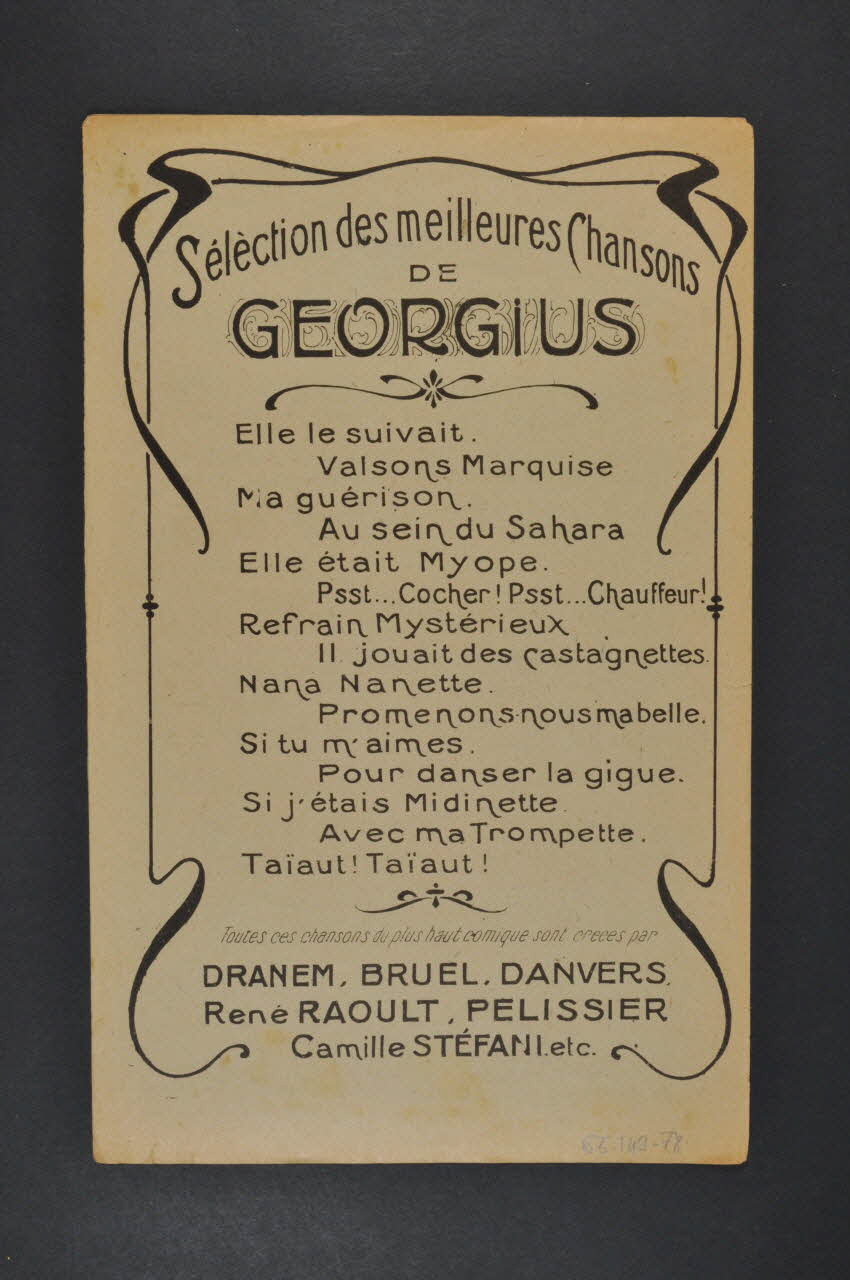 Sélèction des meilleures Chansons
DE
GEORGiUS
Elle le suivait.
Valsons Marquise
Ma guérison.
Au sein du Sahara
Elle était Myope.
Psst...Cocher! Psst...Chauffeur!
Refrain Mystérieux
Il jouait des castagnettes.
Nana Nanette.
Promenons-nous ma belle.
Si tu m'aimes.
Pour danser la gigue.
Si j'étais Midinette
Avec ma Trompette.
Taïaut! Taïaut!
Toutes ces chansons du plus haut comique sont creces par
DRANEM, BRUEL, DANVERS,
René RAOULT, PELISSIER
Camille STÉFANI.etc.